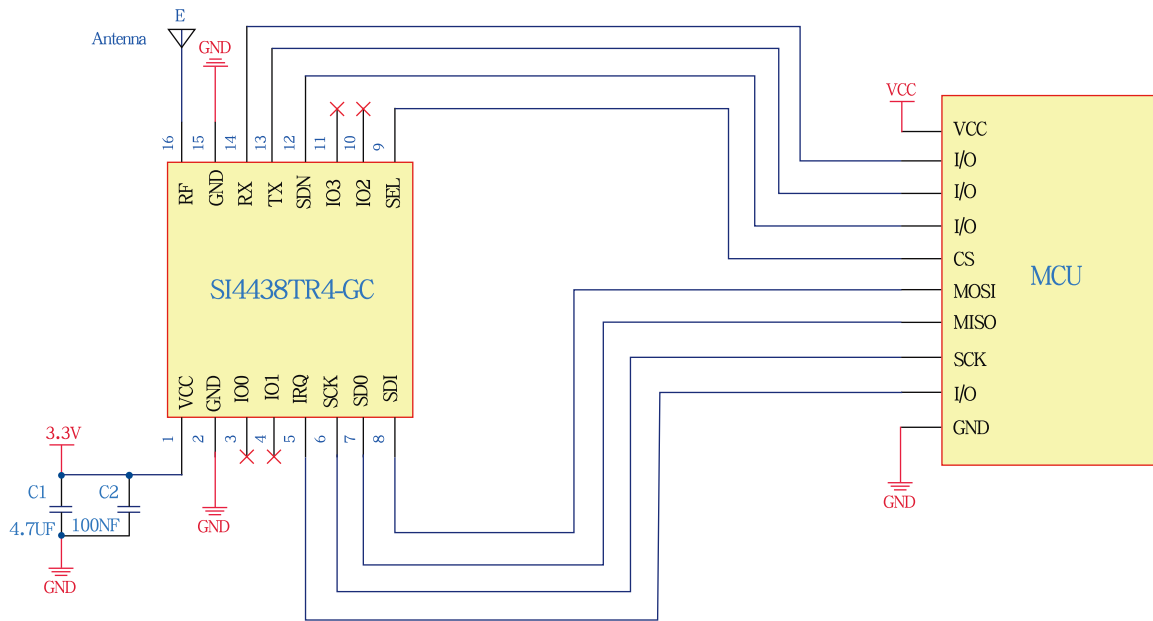 E
Antenna
GND
VCC
16
15
14
13
12
11
10
9
RF
GND
RX
TX
SDN
IO3
IO2
SEL
SI4438TR4-GC
VCC
GND
IO0
IO1
IRQ
SCK
SD0
SDI
1
2
3
4
5
6
7
8
3.3V
C1
C2
4.7UF
100NF
GND
GND
VCC
I/O
I/O
I/O
CS
MOSI
MISO
SCK
I/O
GND
MCU
GND